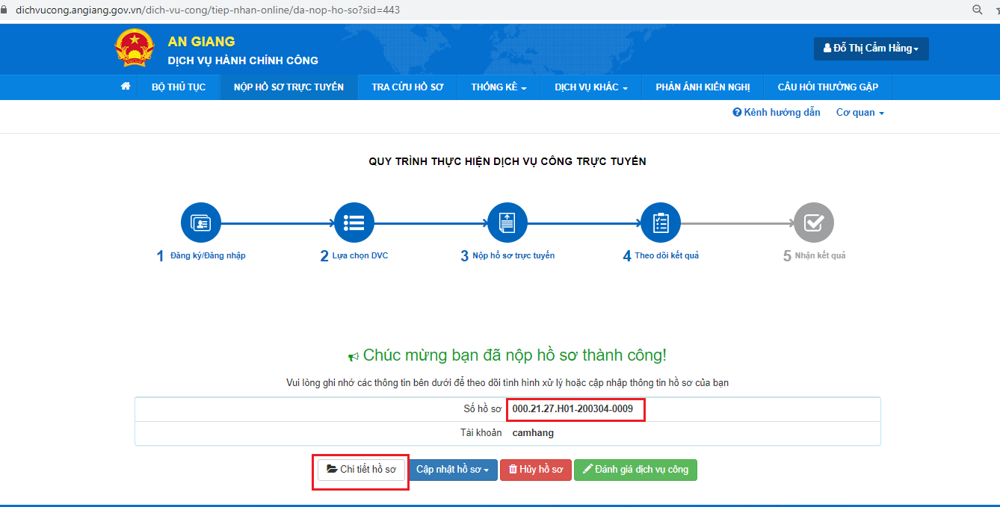 dichvucong.angiang.gov.vn/dich-vu-cong/tiep-nhan-online/da-nop-ho-so?sid=443
AN GIANG
DỊCH VỤ HÀNH CHÍNH CÔNG
Đỗ Thị Cẩm Hằng
BỘ THỦ TỤC NỘP HỒ SƠ TRỰC TUYẾN TRA CỨU HỒ SƠ THỐNG KÊ DỊCH VỤ KHÁC PHẢN ÁNH KIẾN NGHỊ CÂU HỎI THƯỜNG GẶP
Kênh hướng dẫn Cơ quan
QUY TRÌNH THỰC HIỆN DỊCH VỤ CÔNG TRỰC TUYẾN
1 Đăng ký/Đăng nhập 2 Lựa chọn DVC 3 Nộp hồ sơ trực tuyến 4 Theo dõi kết quả 5 Nhận kết quả
Chúc mừng bạn đã nộp hồ sơ thành công!
Vui lòng ghi nhớ các thông tin bên dưới để theo dõi tình hình xử lý hoặc cập nhập thông tin hồ sơ của bạn
Số hồ sơ 000.21.27.H01-200304-0009
Tài khoản camhang
Chi tiết hồ sơ Cập nhật hồ sơ Hủy hồ sơ Đánh giá dịch vụ công